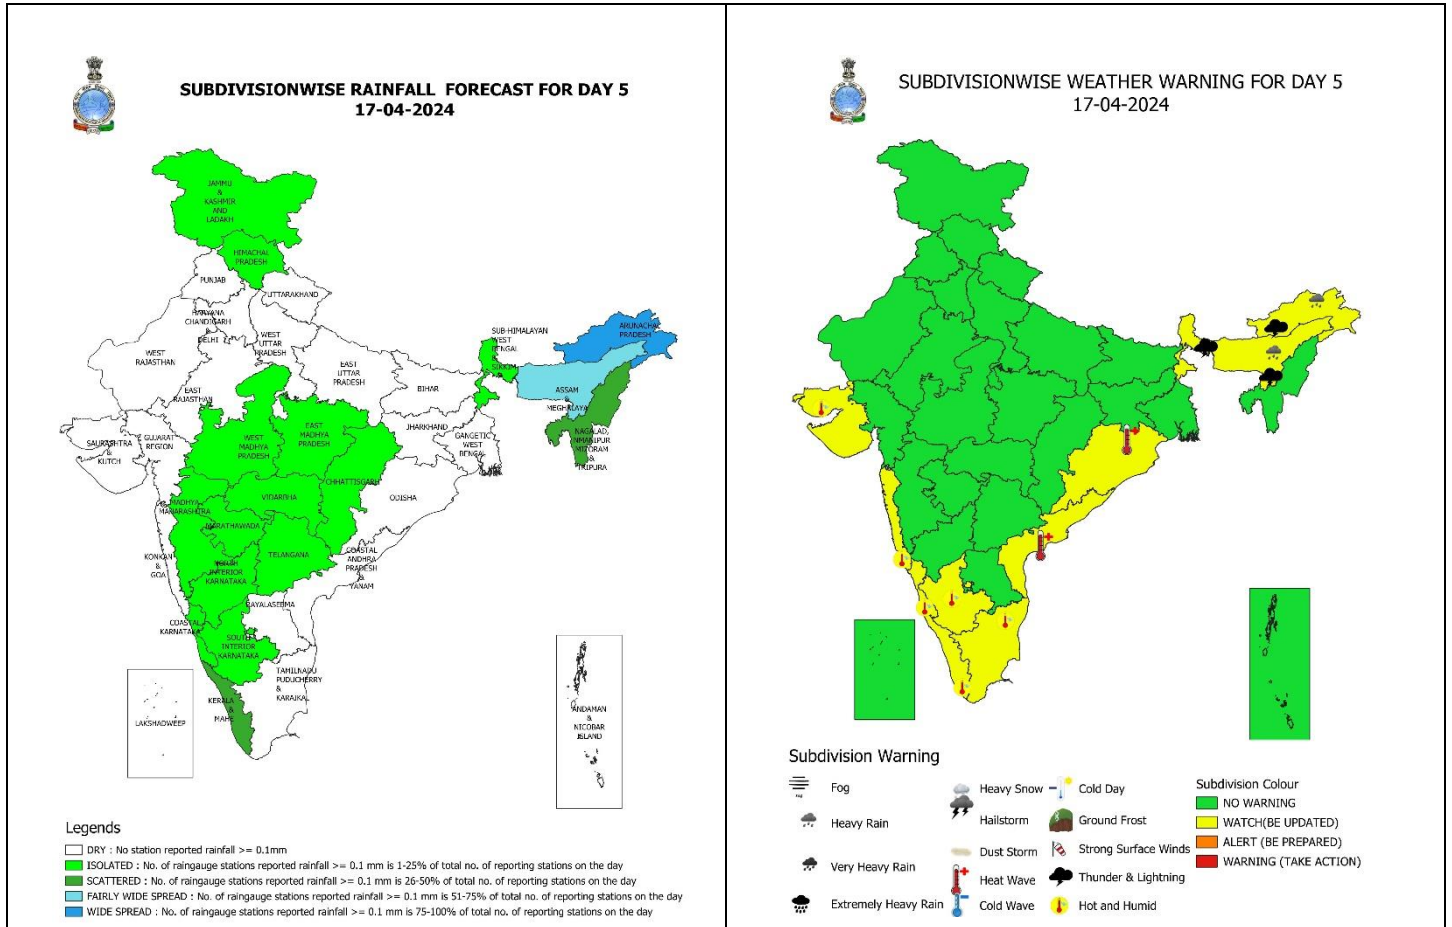 SUBDIVISIONWISE RAINFALL FORECAST FOR DAY 5
17-04-2024
JAMMU
&
KASHMER
AND
LADAKH
HIMACHAL
PRADESH
PUNJAB
UTTARAKHAND
HARYANA
CHANDIGARH
&
DELHI
WEST
UTTAR
PRADESH
WEST
RAJASTHAN
EAST
RAJASTHAN
EAST
UTTAR
PRADESH
BIHAR
SUB-HIMALAYAN
WEST
BENGAL
&
SIKKIM
ARUNACHAL
PRADESH
ASSAM
&
MEGHALAYA
NAGALAD,
NMANIPUR
MIZORAM
&
TRIPURA
JHARKHAND
GANGETIC
WEST
BENGAL
SAURASHTRA
&
KUTCH
GUJARAT
REGION
WEST
MADHYA
PRADESH
EAST
MADHYA
PRADESH
CHHATTISGARH
ODISHA
VIDARBHA
MADHYA
MAHARASHTRA
MARATHAWADA
TELANGANA
KONKAN
&
GOA
NORTH
INTERIOR
KARNATAKA
COASTAL
ANDHRA
PRADESH
&
YANAM
RAYALASEEMA
COASTAL
KARNATAKA
SOUTH
INTERIOR
KARNATAKA
TAMILNADU
PUDUCHERRY
&
KARAIKAL
KERALA
&
MAHE
LAKSHADWEEP
ANDAMAN
&
NICOBAR
ISLAND
Legends
DRY : No station reported rainfall >= 0.1mm
ISOLATED : No. of raingauge stations reported rainfall >= 0.1 mm is 1-25% of total no. of reporting stations on the day
SCATTERED : No. of raingauge stations reported rainfall >= 0.1 mm is 26-50% of total no. of reporting stations on the day
FAIRLY WIDE SPREAD : No. of raingauge stations reported rainfall >= 0.1 mm is 51-75% of total no. of reporting stations on the day
WIDE SPREAD : No. of raingauge stations reported rainfall >= 0.1 mm is 75-100% of total no. of reporting stations on the day
SUBDIVISIONWISE WEATHER WARNING FOR DAY 5
17-04-2024
Subdivision Warning
Fog
Heavy Rain
Very Heavy Rain
Extremely Heavy Rain
Heavy Snow
Hailstorm
Dust Storm
Heat Wave
Cold Wave
Cold Day
Ground Frost
Strong Surface Winds
Thunder & Lightning
Hot and Humid
Subdivision Colour
NO WARNING
WATCH(BE UPDATED)
ALERT (BE PREPARED)
WARNING (TAKE ACTION)